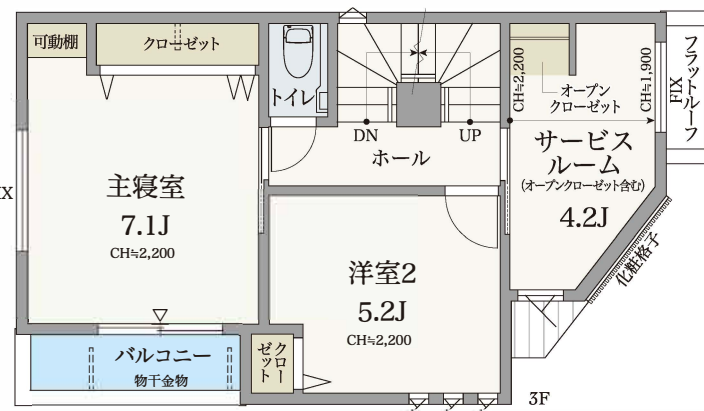 可動棚
クローゼット
トイレ
DN
UP
ホール
CH≒2,200
オープン
クローゼット
CH≒1,900
サービス
ルーム
(オープンクローゼット含む)
4.2J
フラットルーフ
FIX
主寝室
7.1J
CH≒2,200
洋室2
5.2J
CH≒2,200
化粧格子
バルコニー
物干金物
クロー
ゼット
3F